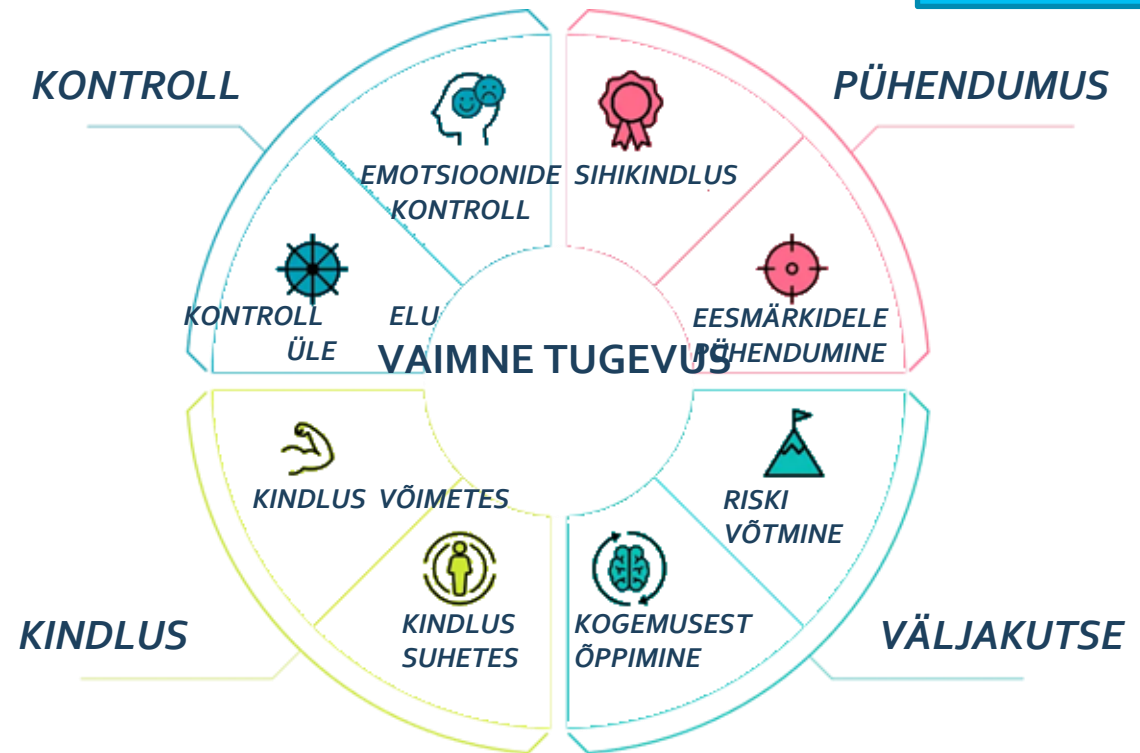 KONTROLL
PÜHENDUMUS
EMOTSIOONIDE
KONTROLL
SIHIKINDLUS
KONTROLL ELU
ÜLE
EESMÄRKIDELE
PÜHENDUMINE
VAIMNE TUGEVUS
KINDLUS VÕIMETES
RISKI
VÕTMINE
KINDLUS
SUHETES
KOGEMUSEST
ÕPPIMINE
KINDLUS
VÄLJAKUTSE